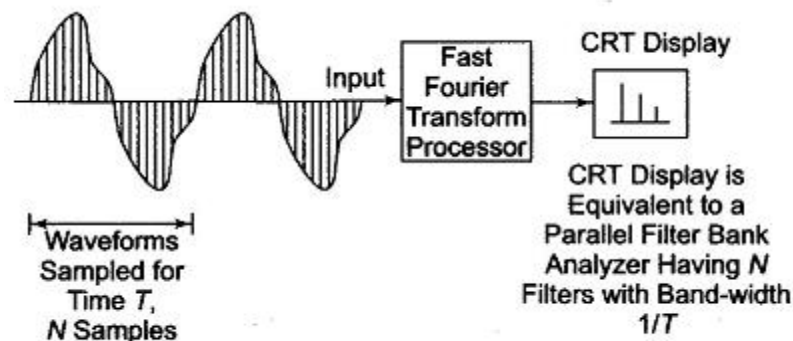 Input
Fast
Fourier
Transform
Processor
CRT Display
Waveforms
Sampled for
Time T,
N Samples
CRT Display is
Equivalent to a
Parallel Filter Bank
Analyzer Having N
Filters with Band-width
1/T